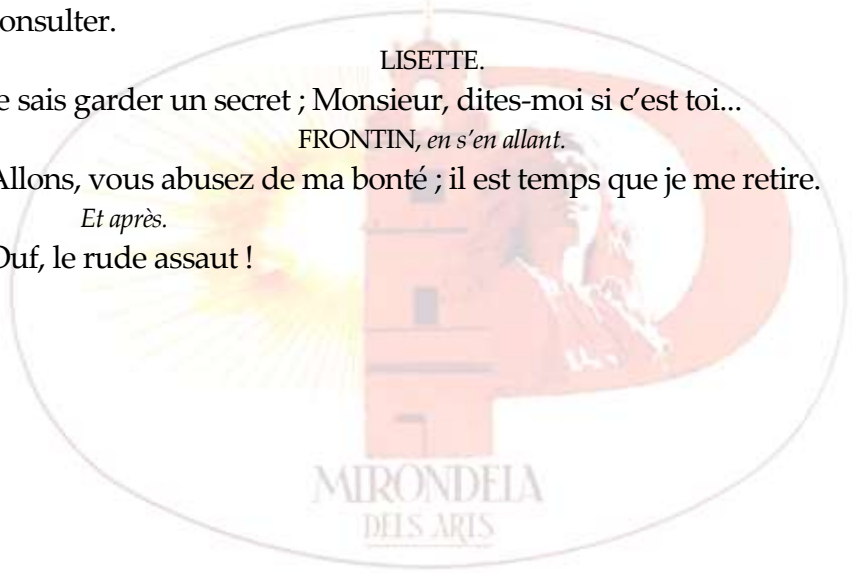 onsulter.
LISETTE.
e sais garder un secret ; Monsieur, dites-moi si c’est toi...
FRONTIN, en s’en allant.
Allons, vous abusez de ma bonté ; il est temps que je me retire.
Et après.
Ouf, le rude assaut !
MIRONDELA
DELS ARTS